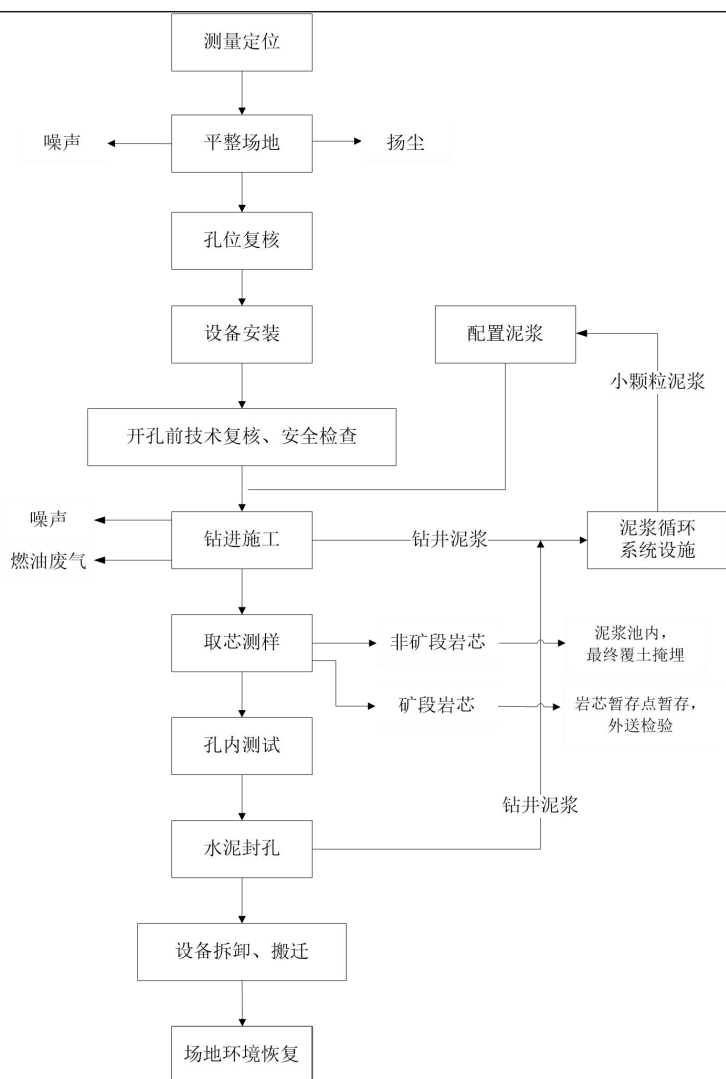 测量定位
噪声
平整场地
扬尘
孔位复核
设备安装
配置泥浆
小颗粒泥浆
开孔前技术复核、安全检查
噪声
燃油废气
钻进施工
钻井泥浆
泥浆循环
系统设施
取芯测样
非矿段岩芯
泥浆池内，
最终覆土掩埋
矿段岩芯
岩芯暂存点暂存，
外送检验
孔内测试
钻井泥浆
水泥封孔
设备拆卸、搬迁
场地环境恢复